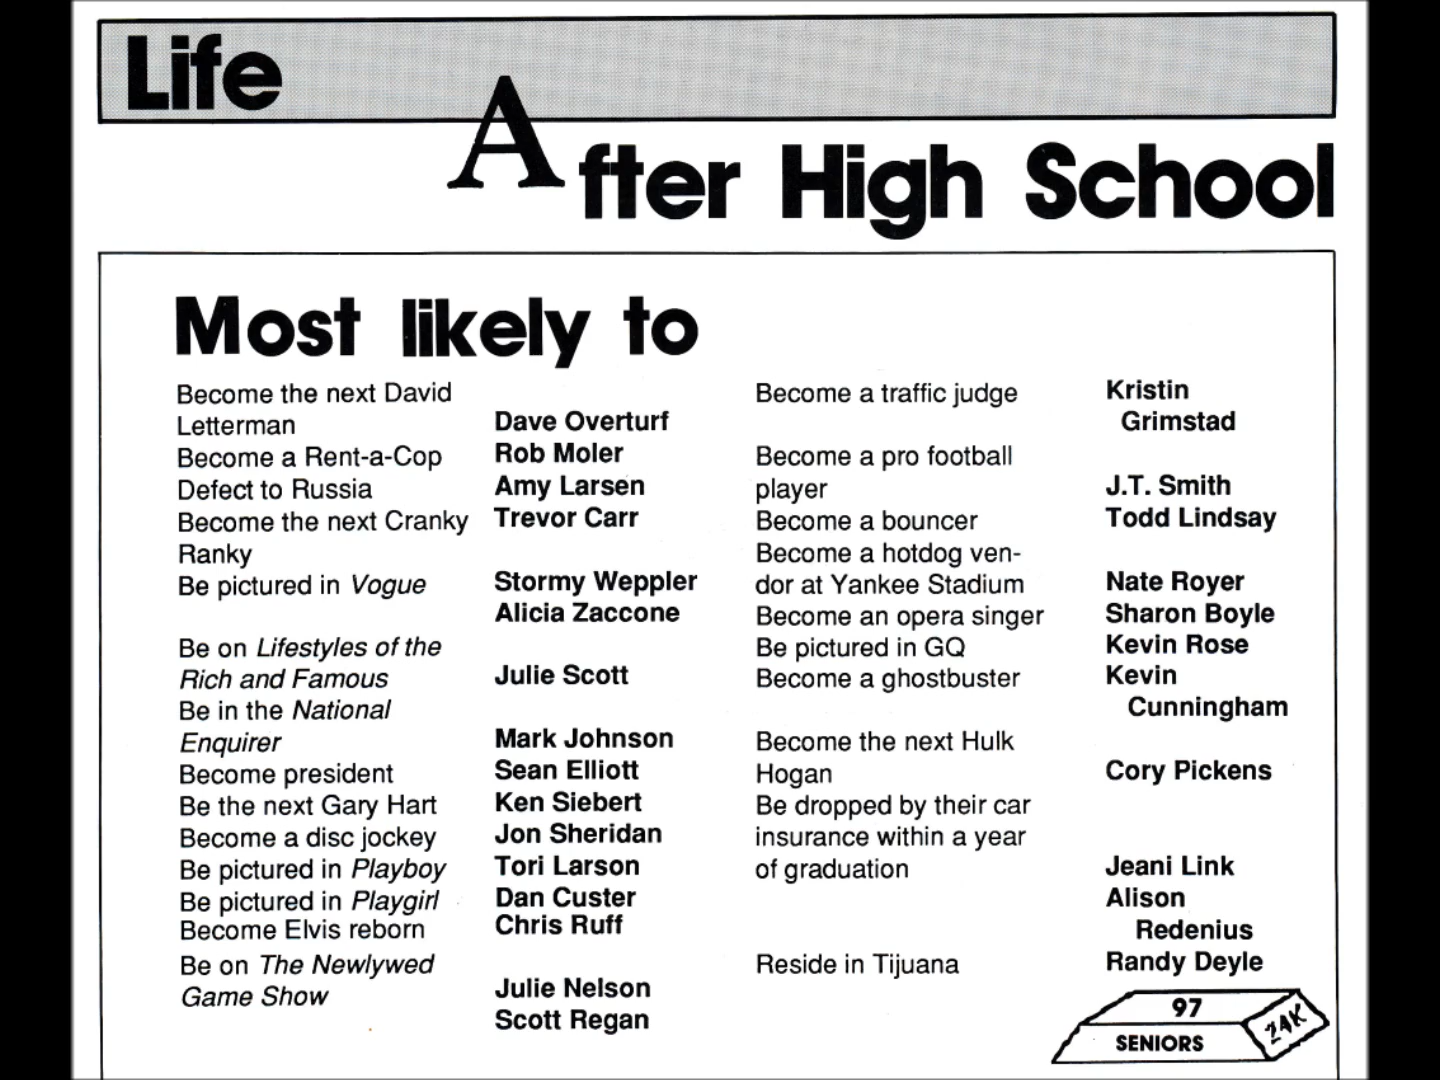 Life
After High School
Most likely to
Become the next David
Letterman Dave Overturf
Become a Rent-a-Cop Rob Moler
Defect to Russia Amy Larsen
Become the next Cranky Trevor Carr
Ranky
Be pictured in Vogue Stormy Weppler
Alicia Zaccone
Be on Lifestyles of the
Rich and Famous Julie Scott
Be in the National
Enquirer Mark Johnson
Become president Sean Elliott
Be the next Gary Hart Ken Siebert
Become a disc jockey Jon Sheridan
Be pictured in Playboy Tori Larson
Be pictured in Playgirl Dan Custer
Become Elvis reborn Chris Ruff
Be on The Newlywed
Game Show Julie Nelson
Scott Regan
Become a traffic judge Kristin
Grimstad
Become a pro football
player J.T. Smith
Become a bouncer Todd Lindsay
Become a hotdog ven-
dor at Yankee Stadium Nate Royer
Become an opera singer Sharon Boyle
Be pictured in GQ Kevin Rose
Become a ghostbuster Kevin
Cunningham
Become the next Hulk
Hogan Cory Pickens
Be dropped by their car
insurance within a year
of graduation Jeani Link
Alison
Redenius
Reside in Tijuana Randy Deyle
97
SENIORS
24K